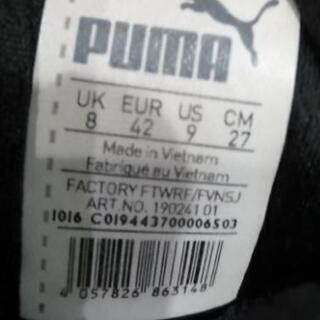 PUMA
UK EUR US CM
8 42 9 27
Made in Vietnam
Fabriqué au Vietnam
FACTORY FTWRF/FVNSJ
ART.NO. 190241 01
1016 C019443700006503
4 057826 863148